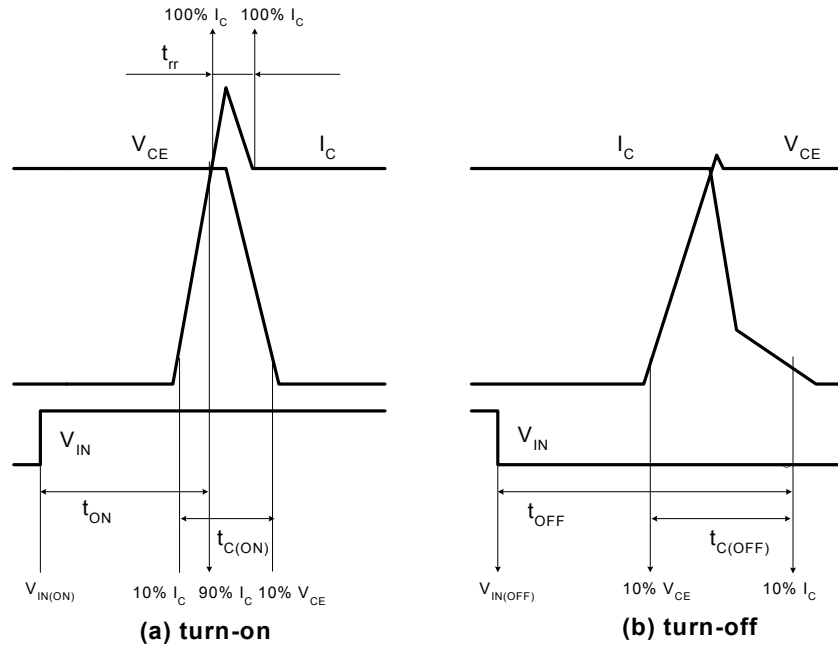 100% I_C 100% I_C
t_rr
V_CE I_C I_C V_CE
V_IN V_IN
t_ON t_OFF
t_C(ON) t_C(OFF)
V_IN(ON) 10% I_C 90% I_C 10% V_CE V_IN(OFF) 10% V_CE 10% I_C
(a) turn-on (b) turn-off